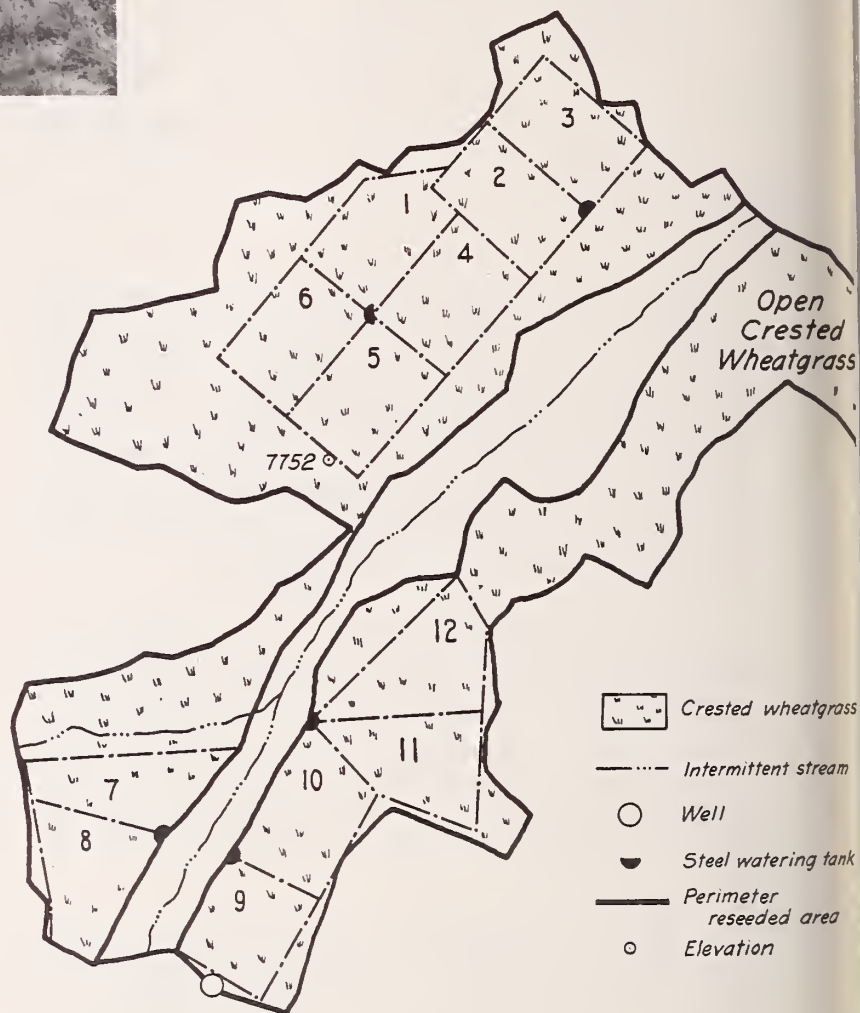 3
2
1
4
6
5
Open
Crested
Wheatgrass
7752
12
11
10
7
8
9
Crested wheatgrass
Intermittent stream
Well
Steel watering tank
Perimeter
reseeded area
Elevation